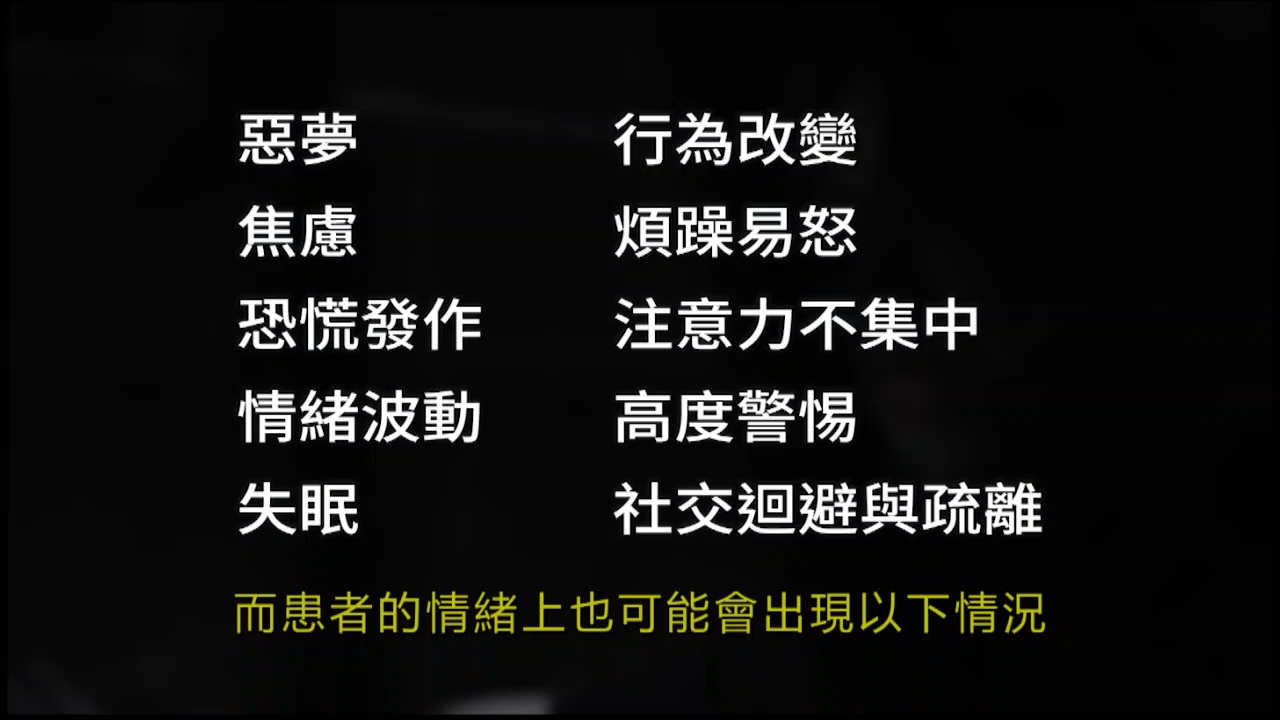 惡夢
焦慮
恐慌發作
情緒波動
失眠
行為改變
煩躁易怒
注意力不集中
高度警惕
社交迴避與疏離
而患者的情緒上也可能會出現以下情況